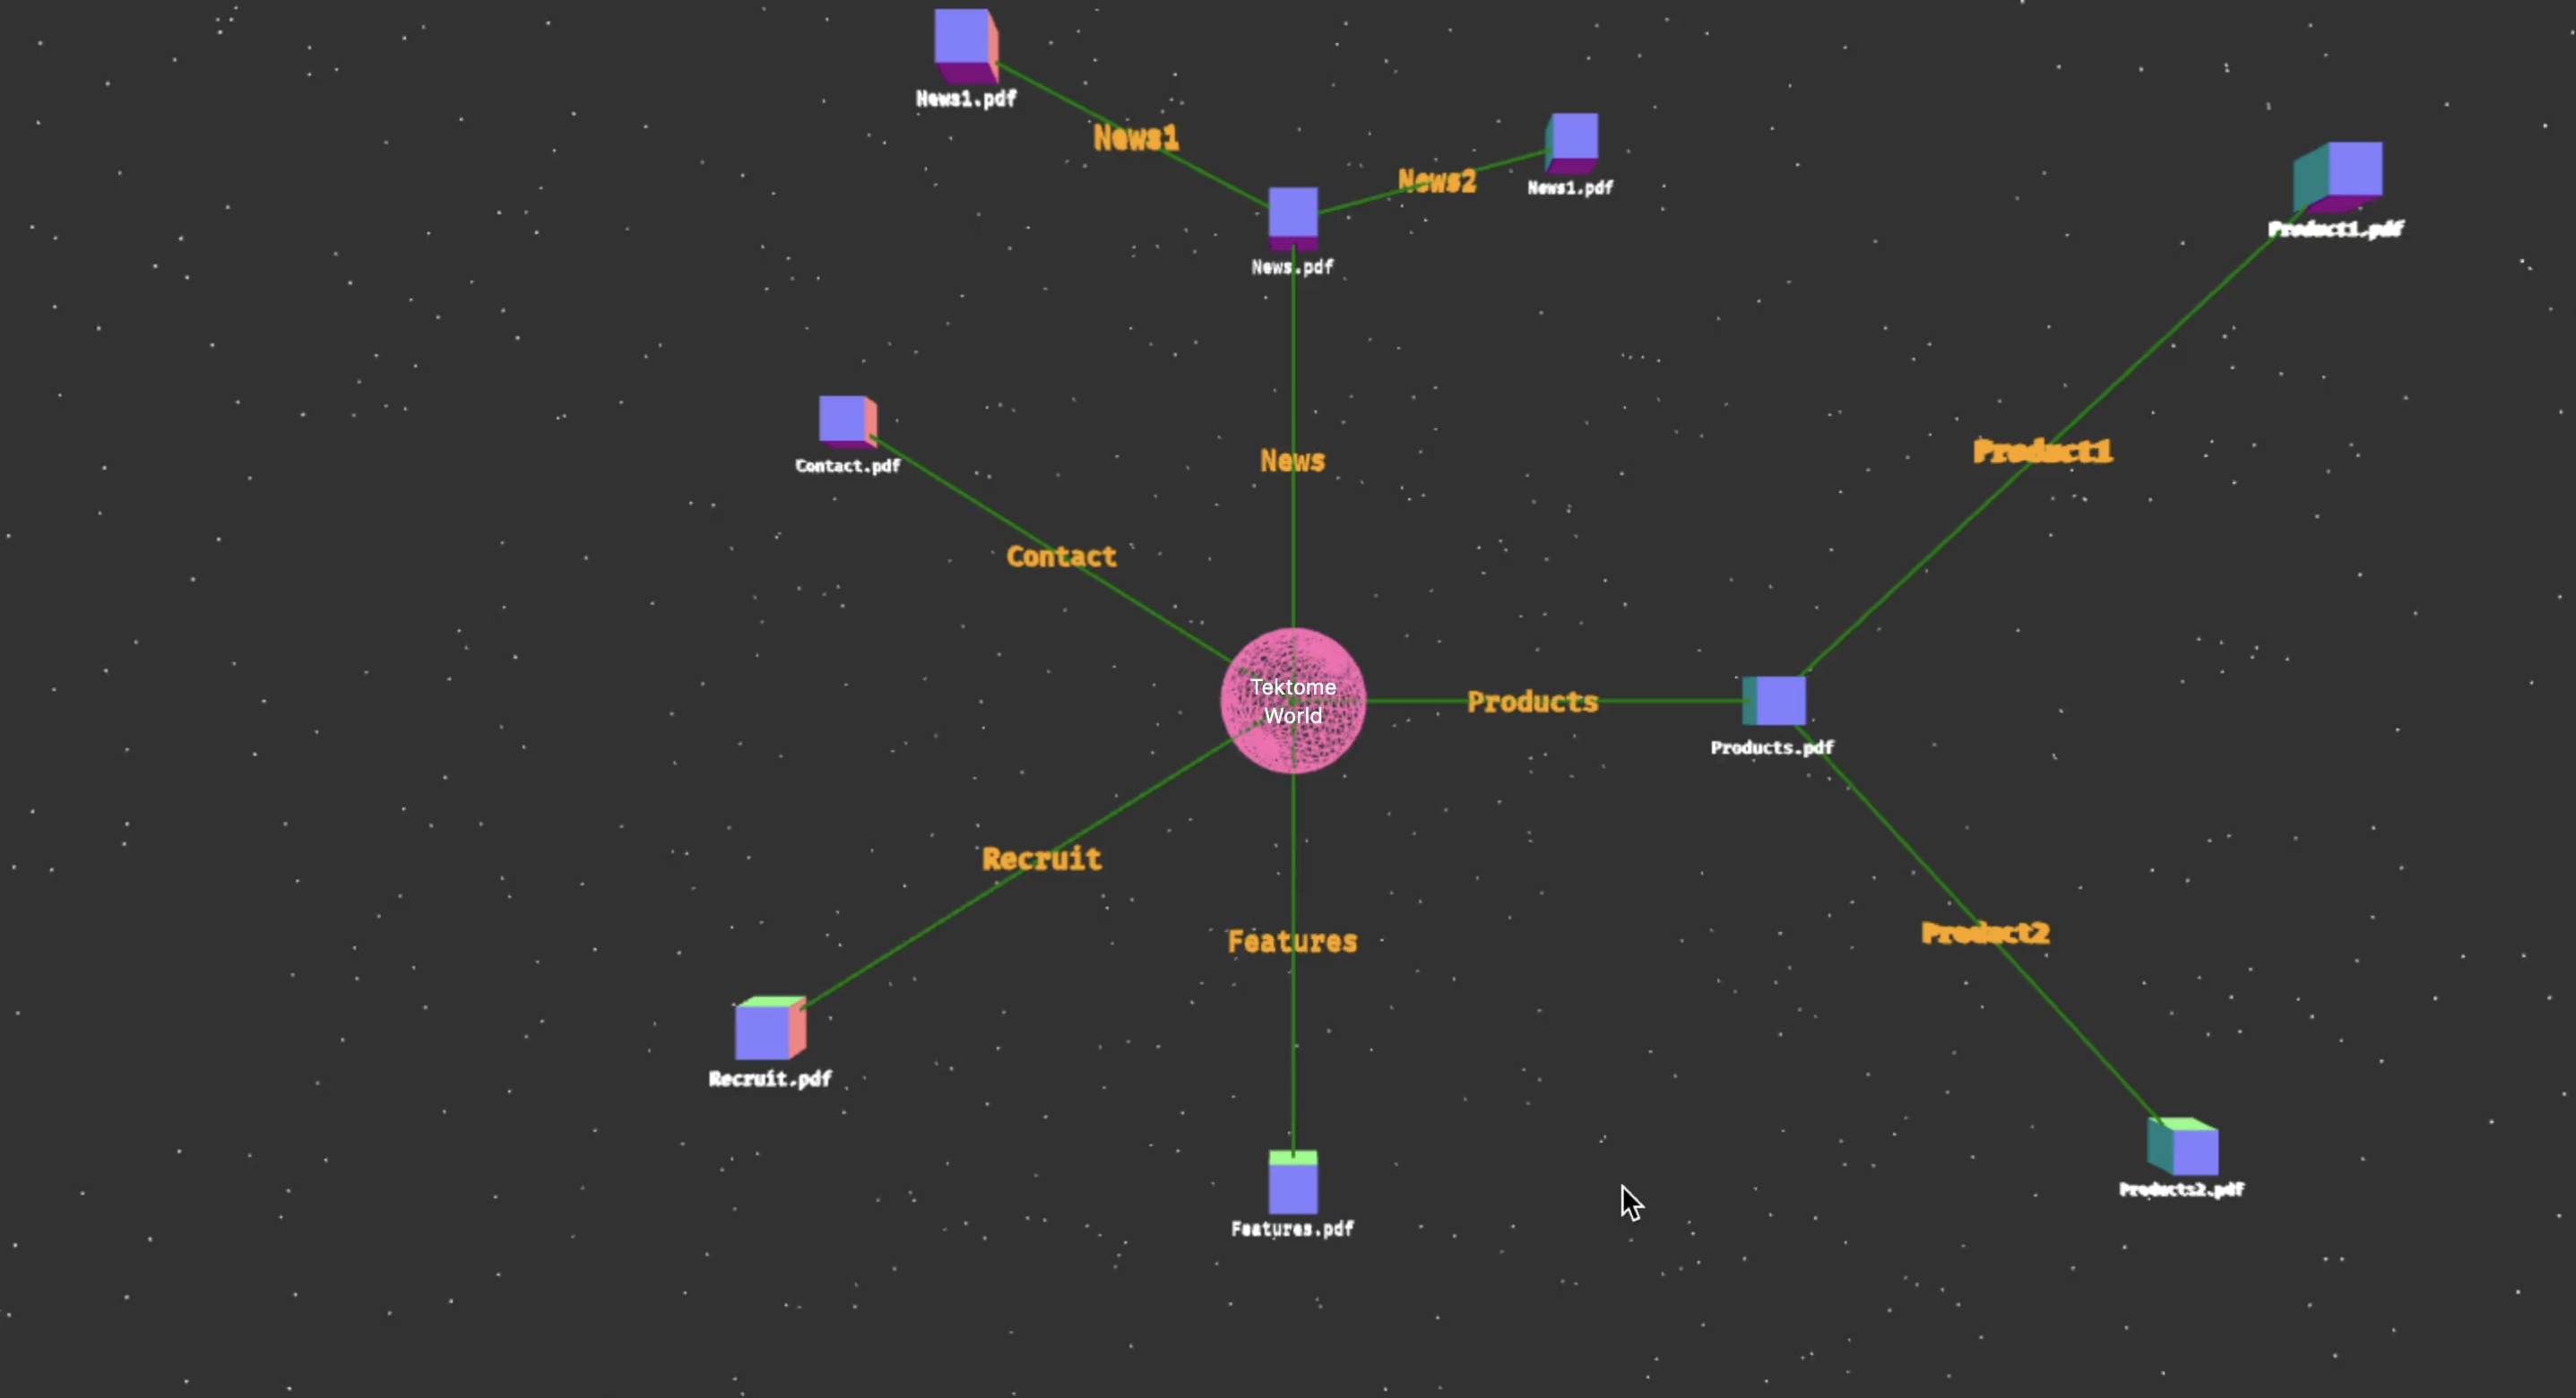 News1.pdf
News1
News2
News1.pdf
Product1.pdf
News.pdf
Contact.pdf
News
Product1
Contact
Tektome
World
Products
Products.pdf
Recruit
Product2
Features
Recruit.pdf
Products2.pdf
Features.pdf